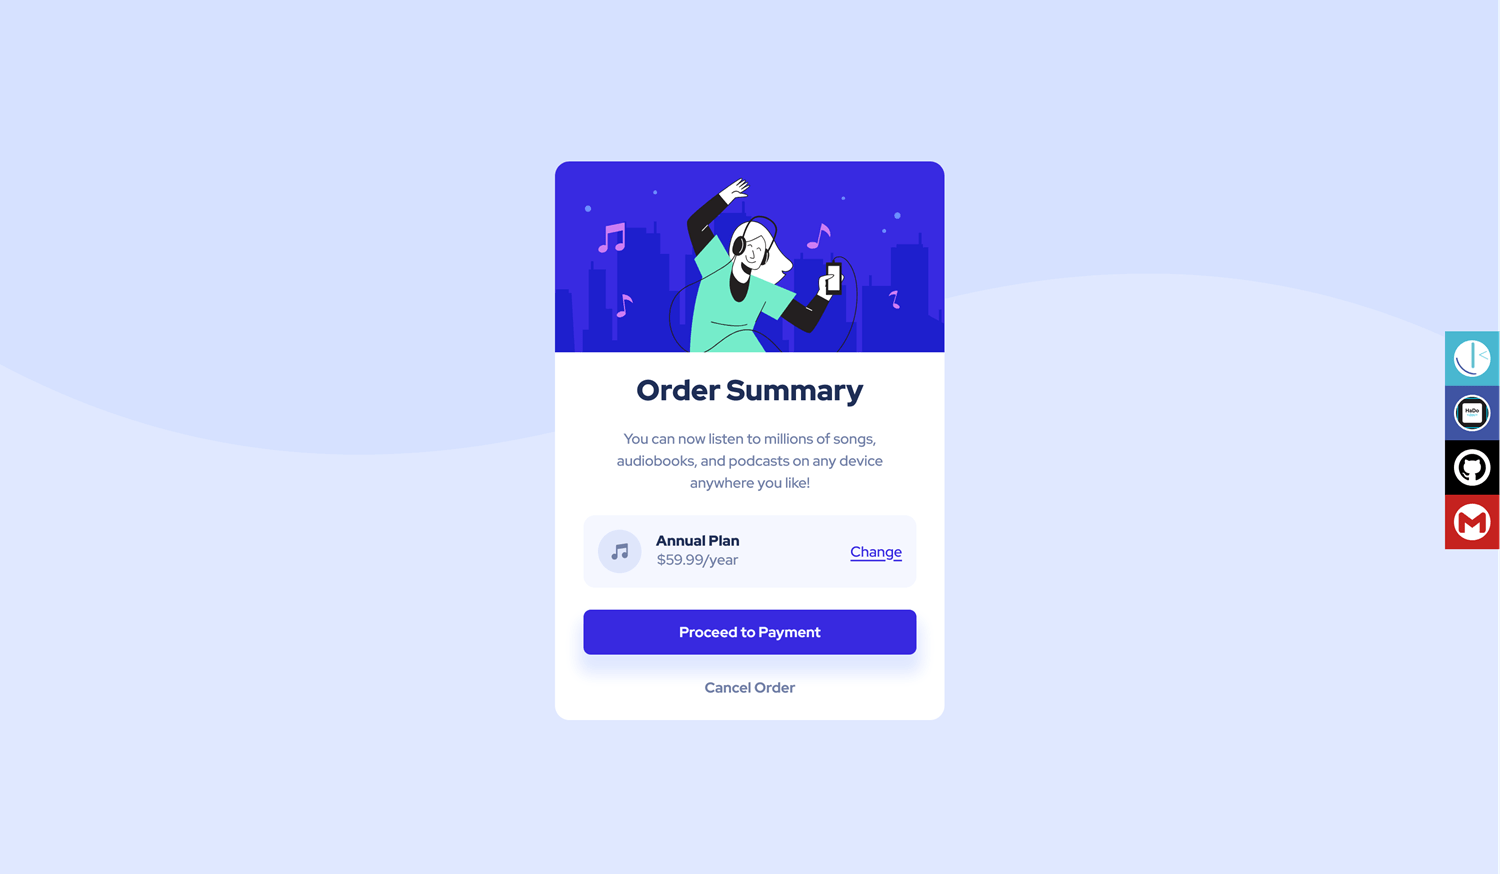 Order Summary
You can now listen to millions of songs,
audiobooks, and podcasts on any device
anywhere you like!
Annual Plan
$59.99/year
Change
Proceed to Payment
Cancel Order
HaDo